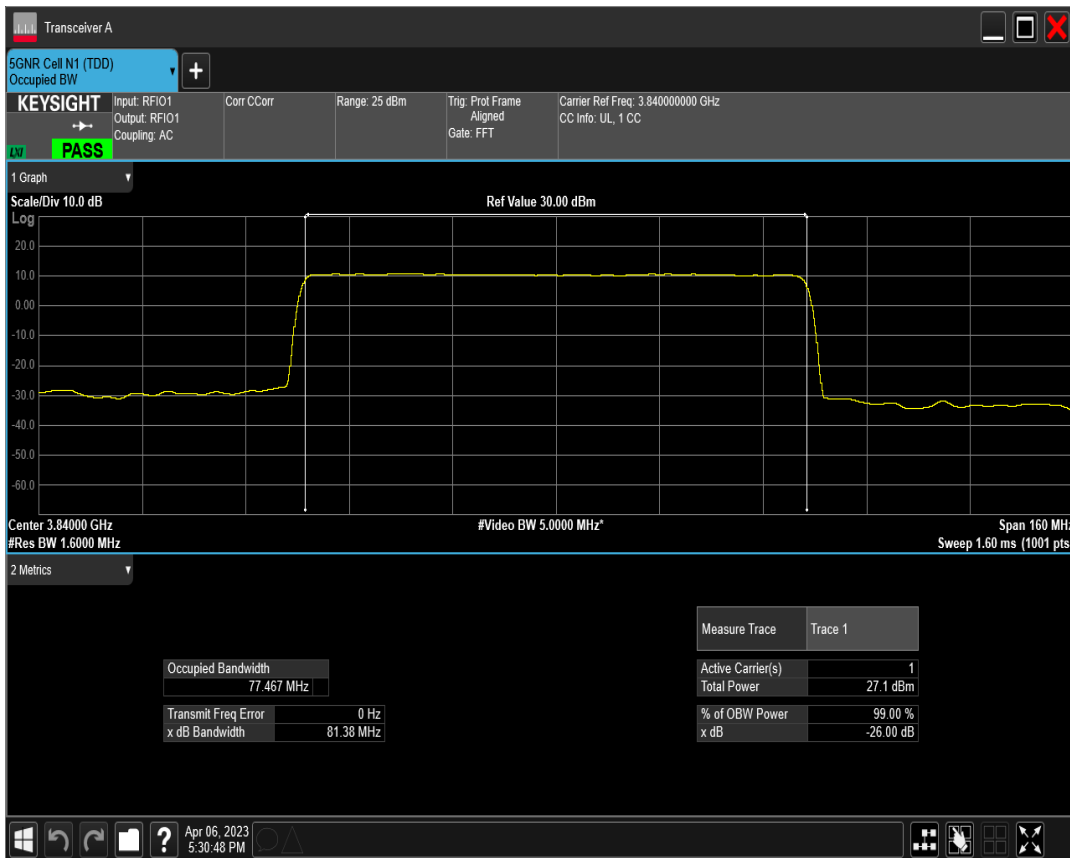 Transceiver A
5GNR Cell N1 (TDD)
Occupied BW
KEYSIGHT
LXI
PASS
Input: RFIO1
Output: RFIO1
Coupling: AC
Corr CCorr
Range: 25 dBm
Trig: Prot Frame
Aligned
Gate: FFT
Carrier Ref Freq: 3.840000000 GHz
CC Info: UL, 1 CC
1 Graph
Scale/Div 10.0 dB
Ref Value 30.00 dBm
Log
20.0
10.0
0.00
-10.0
-20.0
-30.0
-40.0
-50.0
-60.0
Center 3.84000 GHz
#Video BW 5.0000 MHz*
Span 160 MHz
#Res BW 1.6000 MHz
Sweep 1.60 ms (1001 pts
2 Metrics
Measure Trace Trace 1
Occupied Bandwidth
77.467 MHz
Active Carrier(s) 1
Total Power 27.1 dBm
Transmit Freq Error 0 Hz
x dB Bandwidth 81.38 MHz
% of OBW Power 99.00 %
x dB -26.00 dB
?
Apr 06, 2023
5:30:48 PM